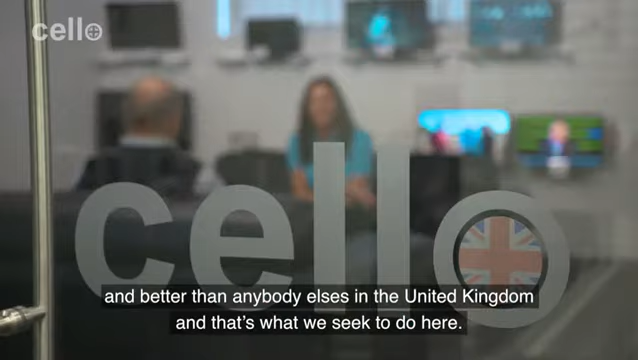 cello
cello
and better than anybody elses in the United Kingdom
and that's what we seek to do here.